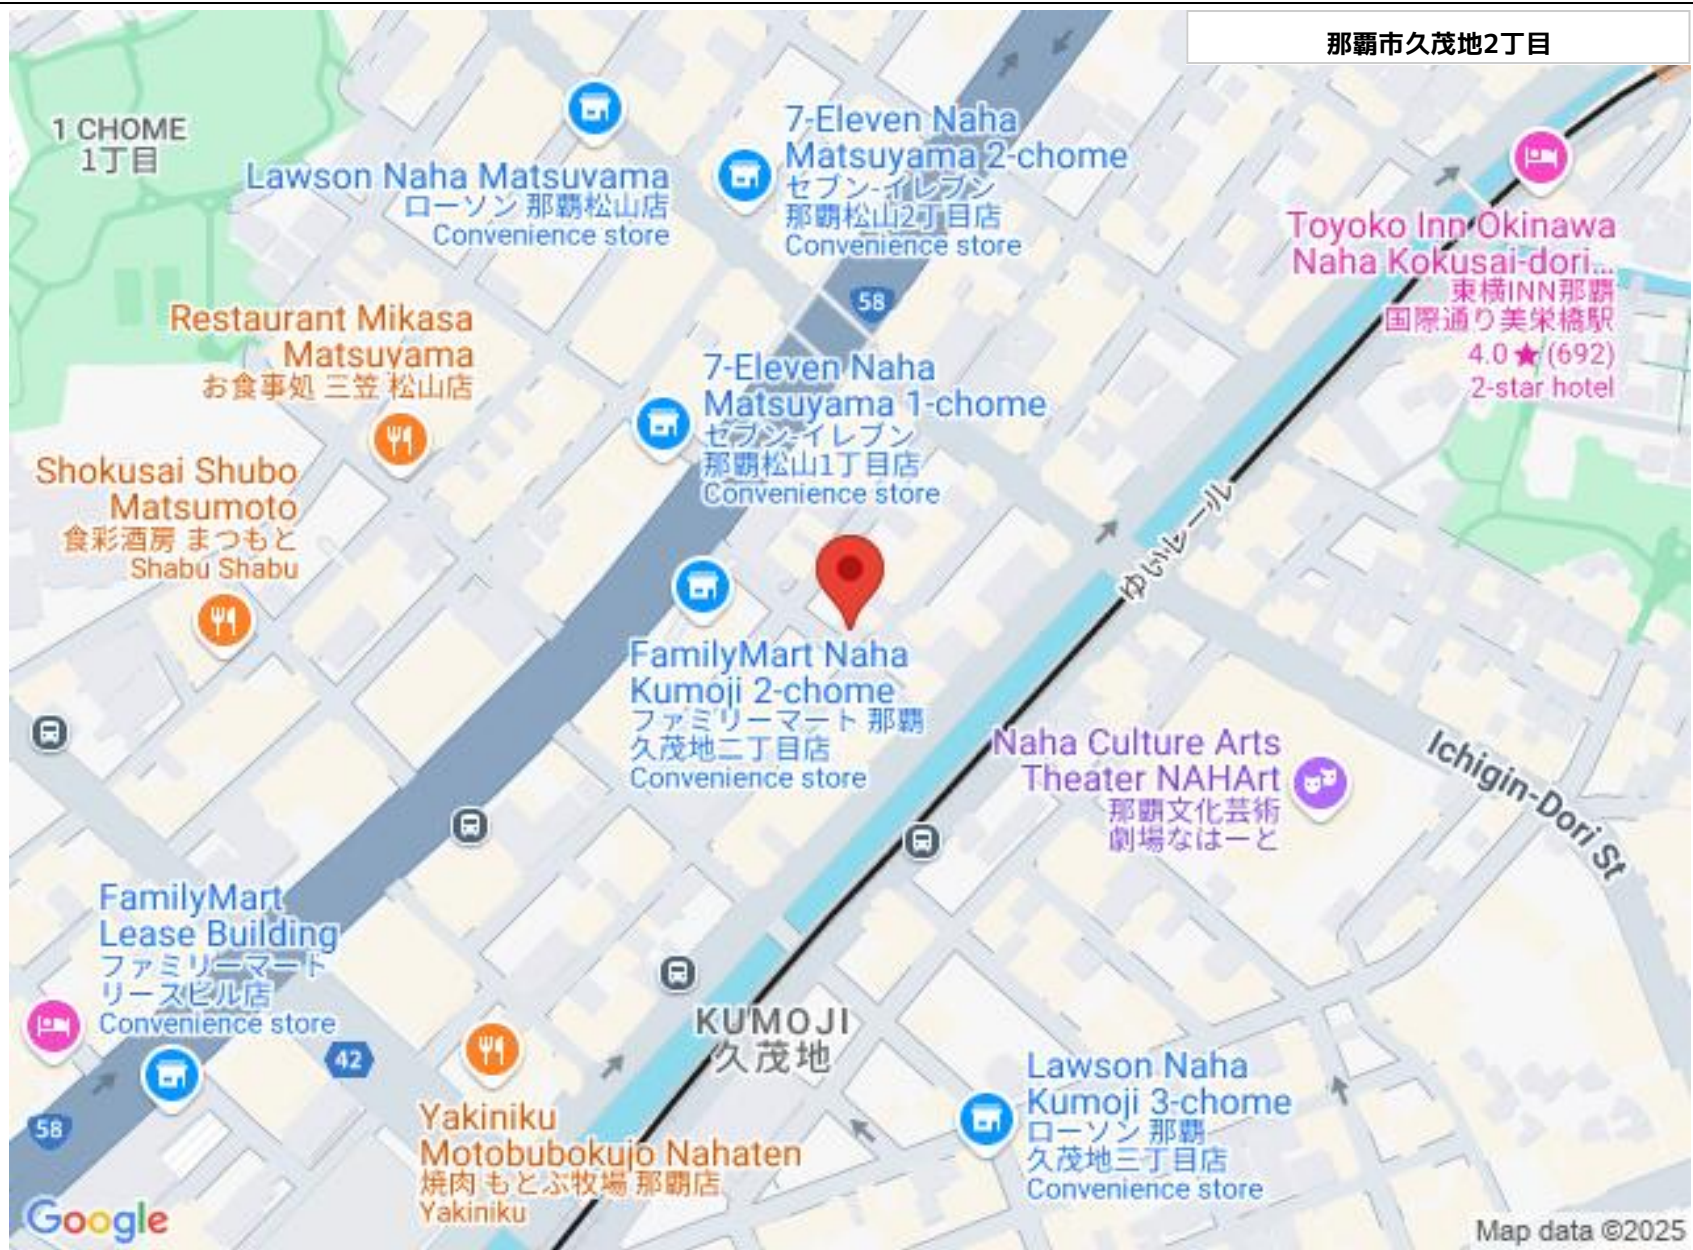 那覇市久茂地2丁目
1 CHOME
1丁目
Lawson Naha Matsuyama
ローソン 那覇松山店
Convenience store
7-Eleven Naha
Matsuyama 2-chome
セブン-イレブン
那覇松山2丁目店
Convenience store
Toyoko Inn Okinawa
Naha Kokusai-dori...
東横INN那覇
国際通り美栄橋駅
4.0★(692)
2-star hotel
58
Restaurant Mikasa
Matsuyama
お食事処 三笠 松山店
7-Eleven Naha
Matsuyama 1-chome
セブン-イレブン
那覇松山1丁目店
Convenience store
Shokusai Shubo
Matsumoto
食彩酒房 まつもと
Shabu Shabu
ゆいレール
FamilyMart Naha
Kumoji 2-chome
ファミリーマート 那覇
久茂地二丁目店
Convenience store
Naha Culture Arts
Theater NAHArt
那覇文化芸術
劇場なはーと
Ichigin-Dori St
FamilyMart
Lease Building
ファミリーマート
リースビル店
Convenience store
42
58
KUMOJI
久茂地
Yakiniku
Motobubokujo Nahaten
焼肉 もとぶ牧場 那覇店
Yakiniku
Lawson Naha
Kumoji 3-chome
ローソン 那覇
久茂地三丁目店
Convenience store
Google
Map data ©2025